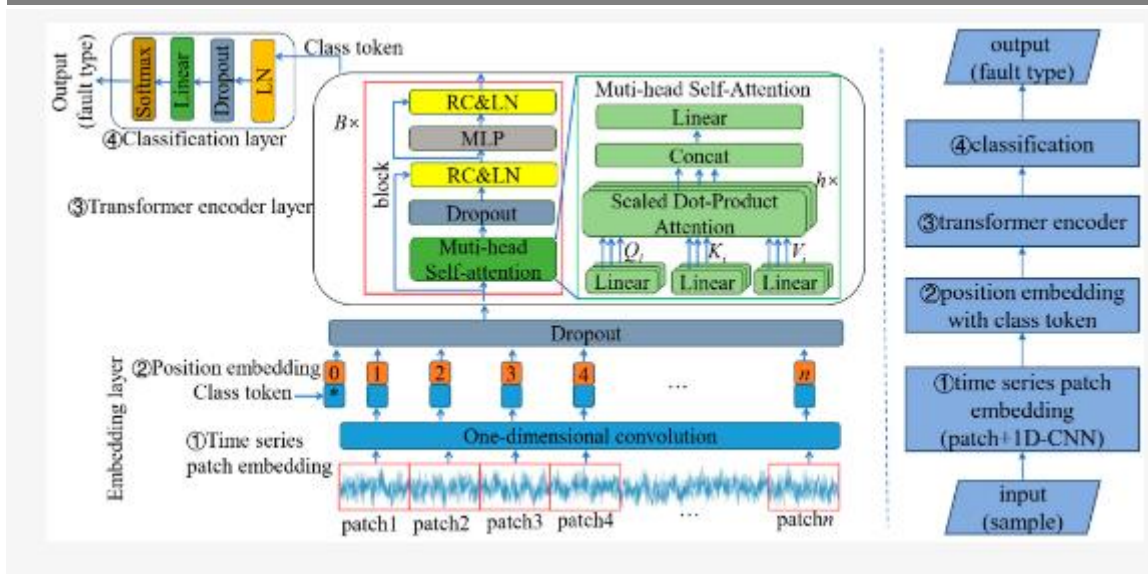 Output
(fault type)
Softmax
Linear
Dropout
LN
Class token
④Classification layer
③Transformer encoder layer
B×
block
RC&LN
MLP
RC&LN
Dropout
Muti-head
Self-attention
Muti-head Self-Attention
Linear
Concat
h×
Scaled Dot-Product
Attention
Linear
Linear
Linear
Dropout
Embedding layer
②Position embedding
0 1 2 3 4 ... n
Class token
*
①Time series
patch embedding
One-dimensional convolution
patch1 patch2 patch3 patch4 ... patchn
output
(fault type)
④classification
③transformer encoder
②position embedding
with class token
①time series patch
embedding
(patch+1D-CNN)
input
(sample)